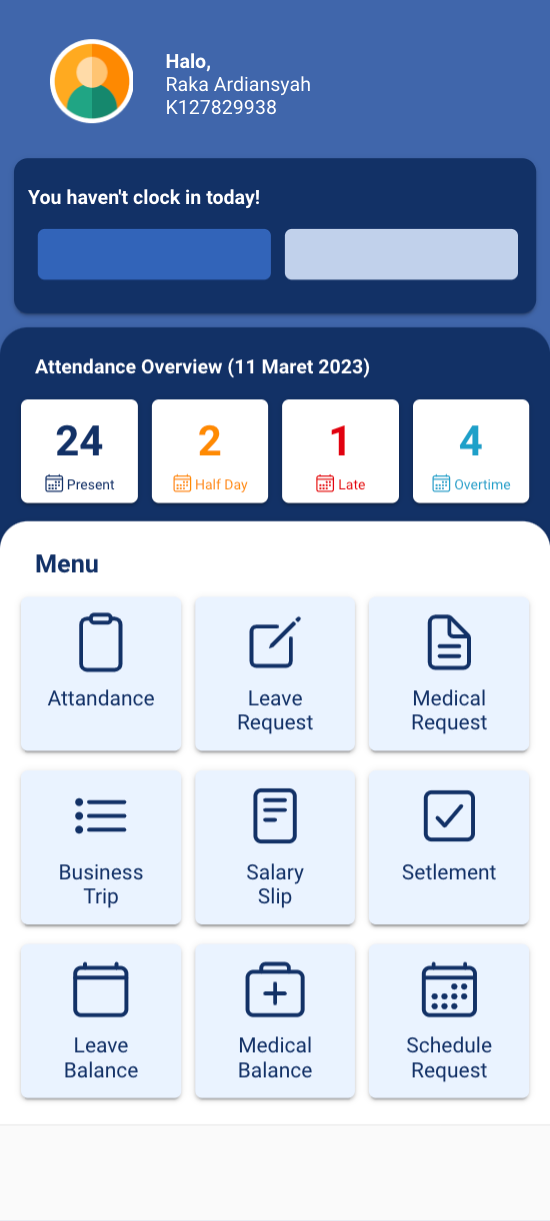 Halo,
Raka Ardiansyah
K127829938
You haven't clock in today!
Attendance Overview (11 Maret 2023)
24
Present
2
Half Day
1
Late
4
Overtime
Menu
Attandance
Leave
Request
Medical
Request
Business
Trip
Salary
Slip
Setlement
Leave
Balance
Medical
Balance
Schedule
Request